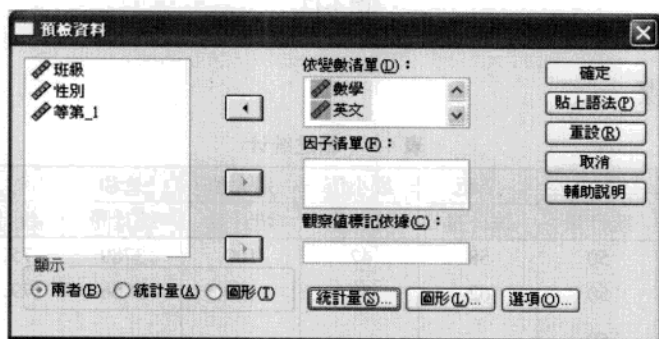 預檢資料
班級
性別
等第_1
依變數清單(D)：
數學
英文
因子清單(F)：
觀察值標記依據(C)：
確定
貼上語法(P)
重設(R)
取消
輔助說明
顯示
兩者(B) 統計量(A) 圖形(T)
統計量(S)... 圖形(L)... 選項(O)...